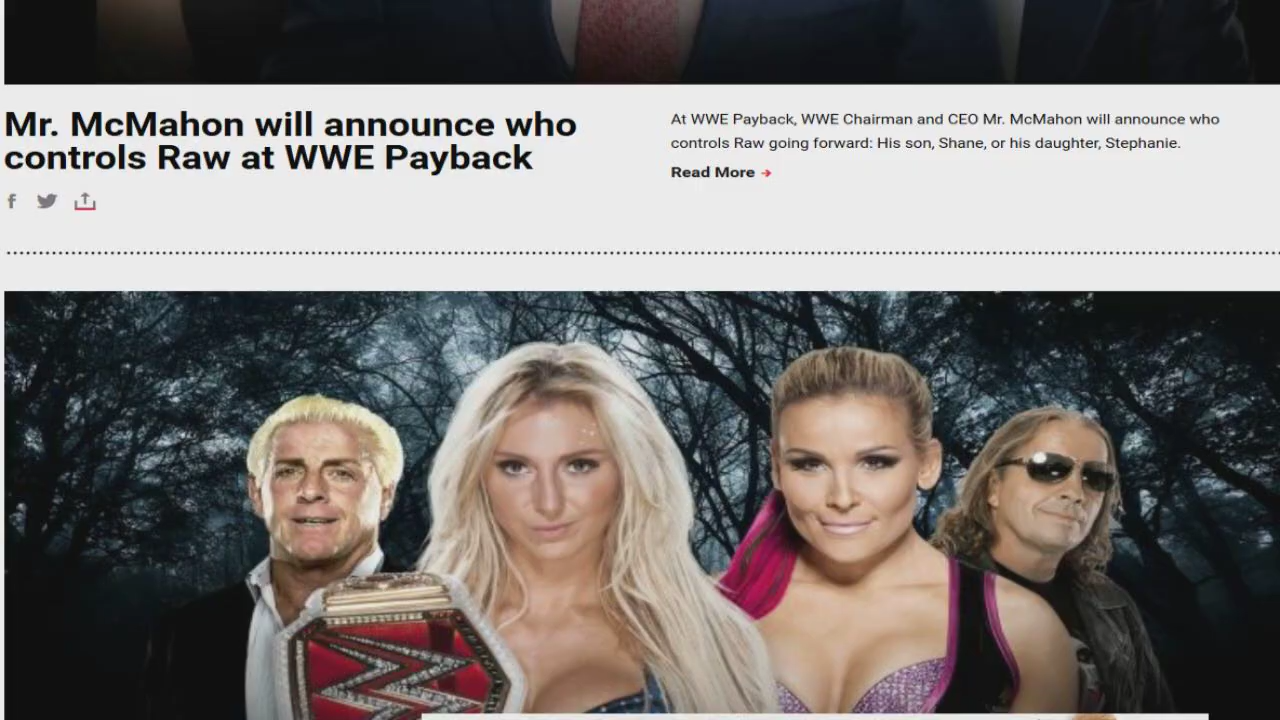 Mr. McMahon will announce who
controls Raw at WWE Payback
At WWE Payback, WWE Chairman and CEO Mr. McMahon will announce who
controls Raw going forward: His son, Shane, or his daughter, Stephanie.
Read More